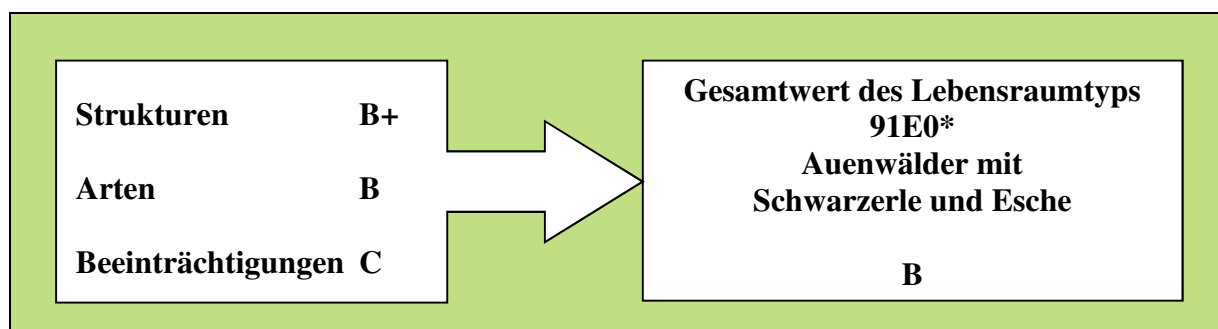 Strukturen B+
Arten B
Beeinträchtigungen C
Gesamtwert des Lebensraumtyps
91E0*
Auenwälder mit
Schwarzerle und Esche
B